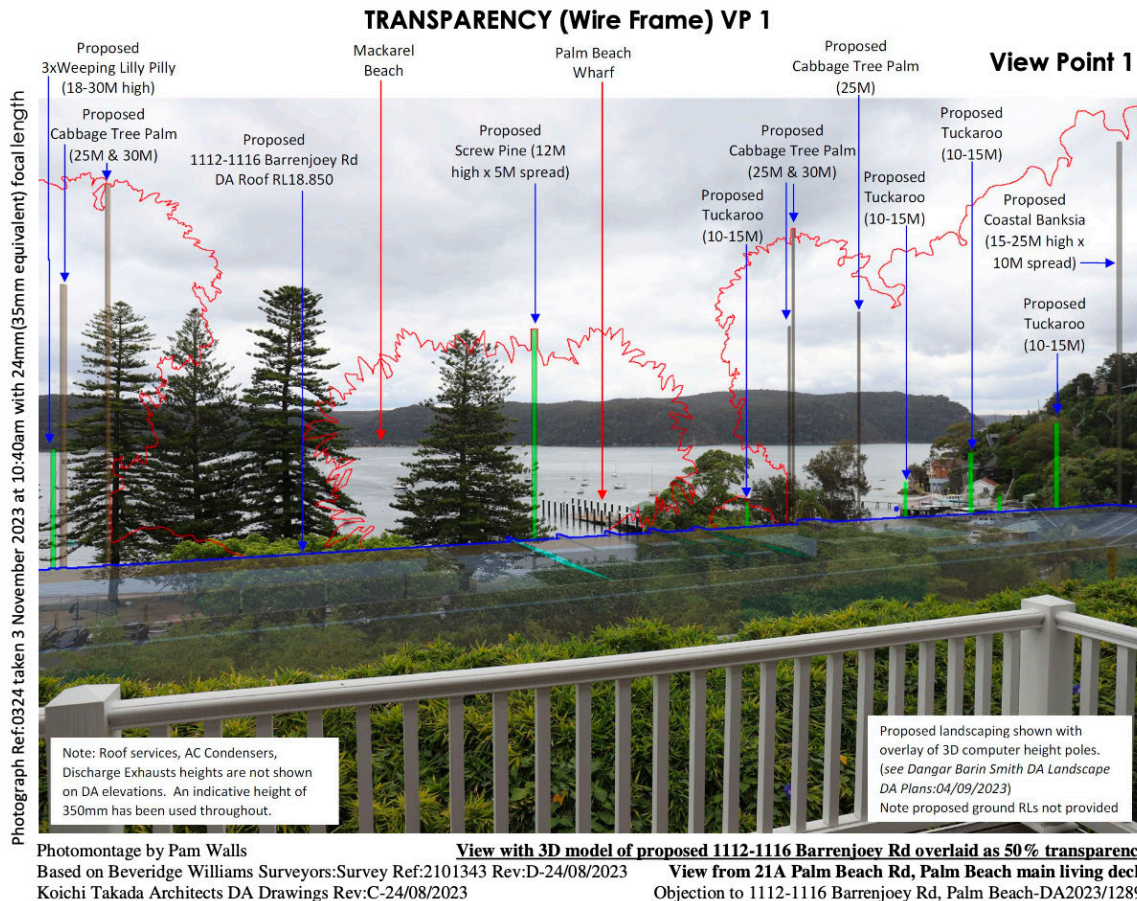 TRANSPARENCY (Wire Frame) VP 1
View Point 1
Proposed
3xWeeping Lilly Pilly
(18-30M high)
Proposed
Cabbage Tree Palm
(25M & 30M)
Proposed
1112-1116 Barrenjoey Rd
DA Roof RL18.850
Mackarel
Beach
Proposed
Screw Pine (12M
high x 5M spread)
Palm Beach
Wharf
Proposed
Tuckaroo
(10-15M)
Proposed
Cabbage Tree Palm
(25M & 30M)
Proposed
Cabbage Tree Palm
(25M)
Proposed
Tuckaroo
(10-15M)
Proposed
Tuckaroo
(10-15M)
Proposed
Coastal Banksia
(15-25M high x
10M spread)
Proposed
Tuckaroo
(10-15M)
Photograph Ref:0324 taken 3 November 2023 at 10:40am with 24mm(35mm equivalent) focal length
Note: Roof services, AC Condensers,
Discharge Exhausts heights are not shown
on DA elevations. An indicative height of
350mm has been used throughout.
Proposed landscaping shown with
overlay of 3D computer height poles.
(see Dangar Barin Smith DA Landscape
DA Plans:04/09/2023)
Note proposed ground RLs not provided
Photomontage by Pam Walls
Based on Beveridge Williams Surveyors:Survey Ref:2101343 Rev:D-24/08/2023
Koichi Takada Architects DA Drawings Rev:C-24/08/2023
View with 3D model of proposed 1112-1116 Barrenjoey Rd overlaid as 50% transparenc
View from 21A Palm Beach Rd, Palm Beach main living deck
Objection to 1112-1116 Barrenjoey Rd, Palm Beach-DA2023/1289